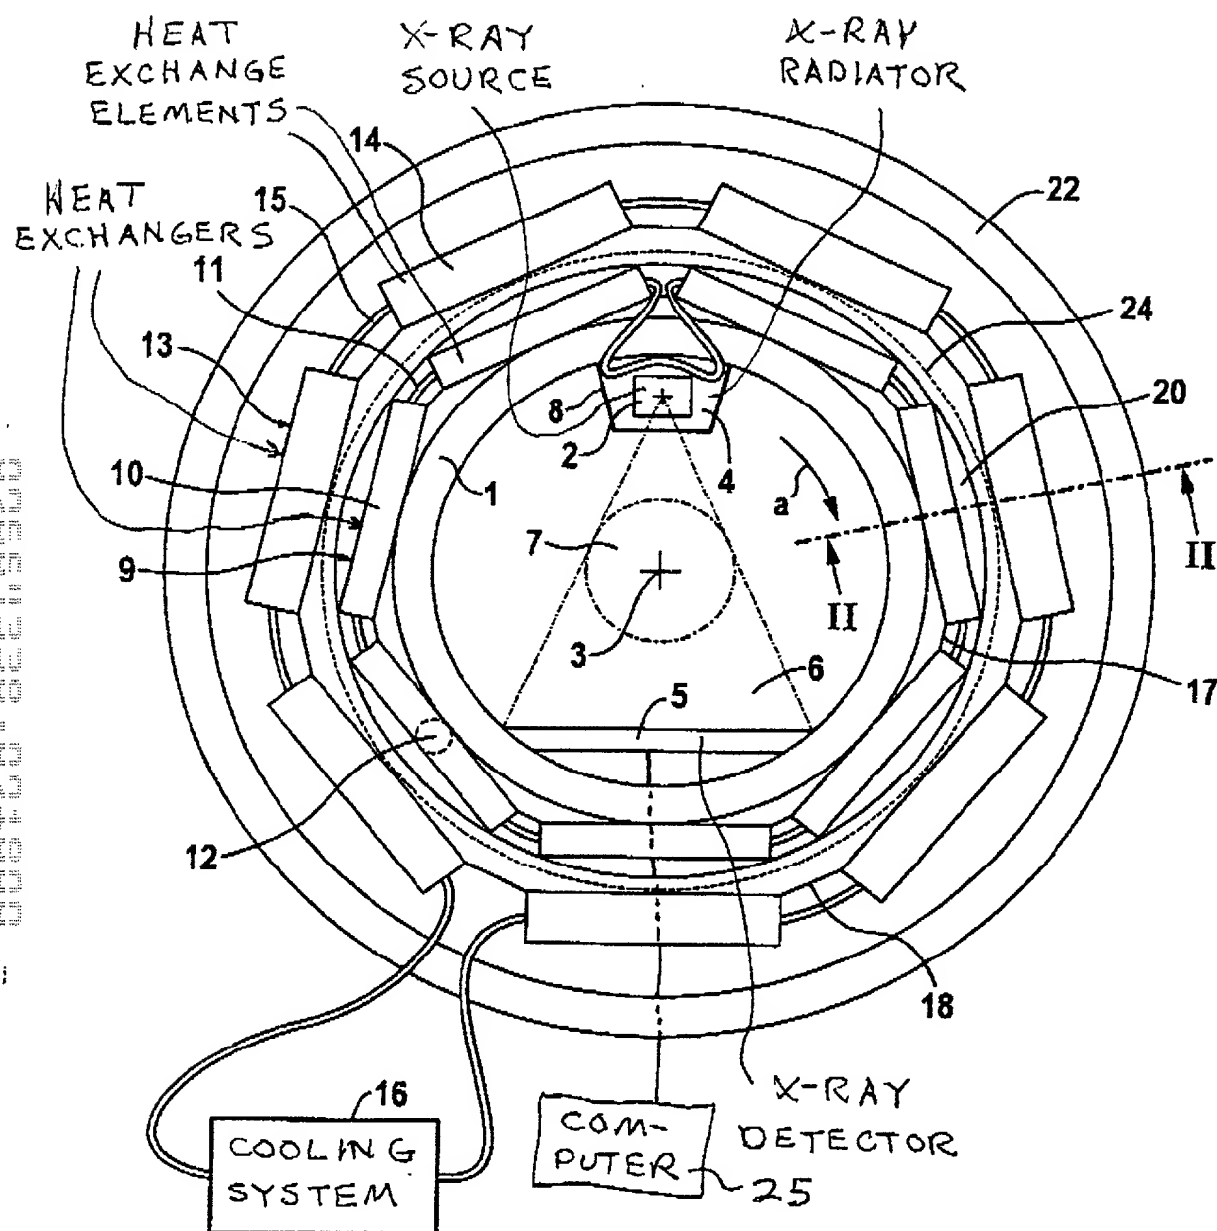 HEAT
EXCHANGE
ELEMENTS
X-RAY
SOURCE
X-RAY
RADIATOR
14
HEAT
EXCHANGERS
15
22
11
13
24
8
20
2
4
10
1
a
II
7
9
II
3
6
17
5
12
18
16
COOLING
SYSTEM
COM-
PUTER
25
X-RAY
DETECTOR